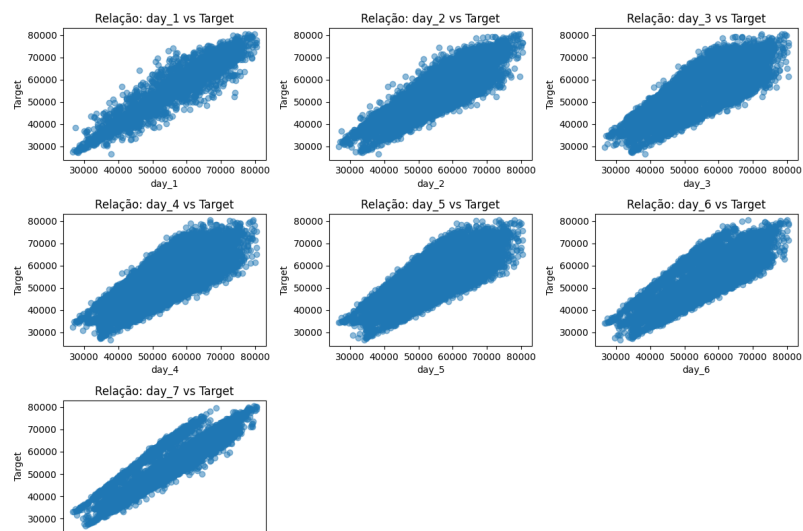 Relação: day_1 vs Target
Relação: day_2 vs Target
Relação: day_3 vs Target
80000
70000
60000
50000
40000
30000
Target
30000 40000 50000 60000 70000 80000
day_1
80000
70000
60000
50000
40000
30000
Target
30000 40000 50000 60000 70000 80000
day_2
80000
70000
60000
50000
40000
30000
Target
30000 40000 50000 60000 70000 80000
day_3
Relação: day_4 vs Target
Relação: day_5 vs Target
Relação: day_6 vs Target
80000
70000
60000
50000
40000
30000
Target
30000 40000 50000 60000 70000 80000
day_4
80000
70000
60000
50000
40000
30000
Target
30000 40000 50000 60000 70000 80000
day_5
80000
70000
60000
50000
40000
30000
Target
30000 40000 50000 60000 70000 80000
day_6
Relação: day_7 vs Target
80000
70000
60000
50000
40000
30000
Target